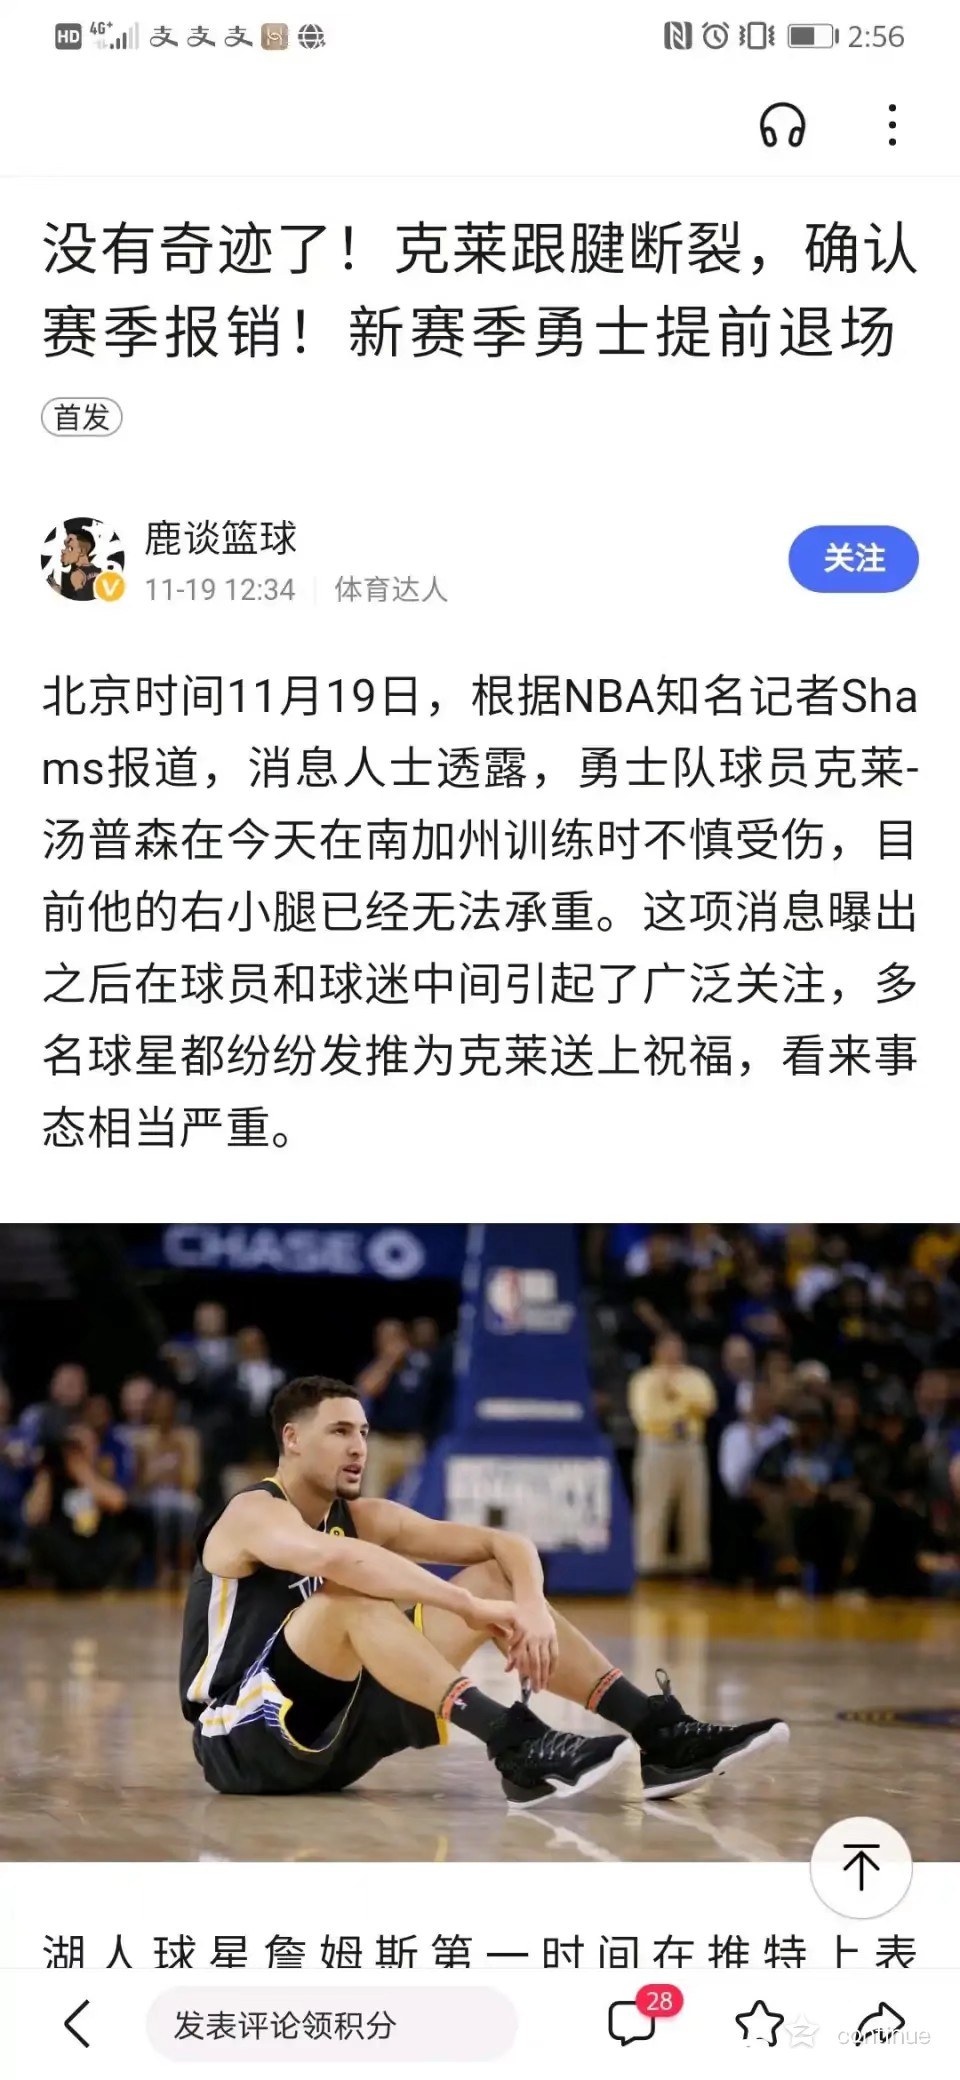 HD 4G+ 支 支 支 2:56
没有奇迹了！克莱跟腱断裂，确认
赛季报销！新赛季勇士提前退场
首发
鹿谈篮球
11-19 12:34 体育达人
关注
北京时间11月19日，根据NBA知名记者Sha
ms报道，消息人士透露，勇士队球员克莱-
汤普森在今天在南加州训练时不慎受伤，目
前他的右小腿已经无法承重。这项消息曝出
之后在球员和球迷中间引起了广泛关注，多
名球星都纷纷发推为克莱送上祝福，看来事
态相当严重。
CHASE
湖人球星詹姆斯第一时间在推特上表
发表评论领积分
28
continue